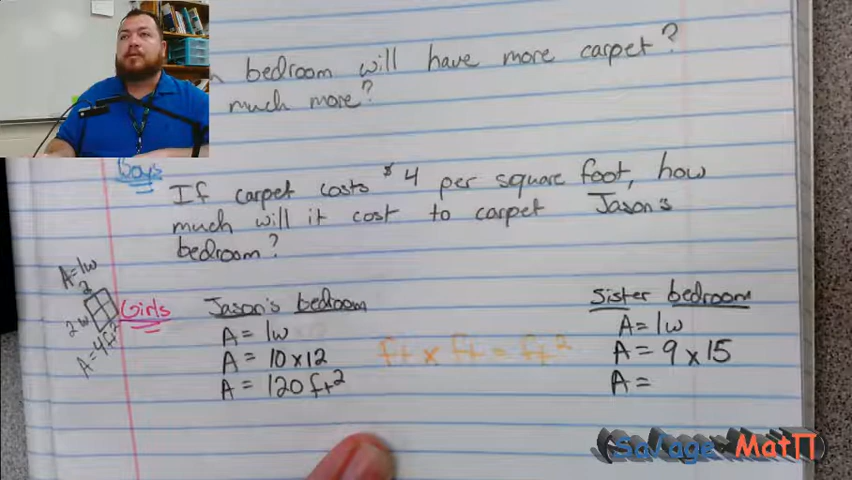 bedroom will have more carpet?
much more?
Boys
If carpet costs $4 per square foot, how
much will it cost to carpet Jason's
bedroom?
A=lw
2
2w
A=4ft²
Girls
Jason's bedroom
A = lw
A = 10 x 12
A = 120 ft²
ft x ft = ft²
Sister bedroom
A = lw
A = 9 x 15
A =
Savage MatΠ